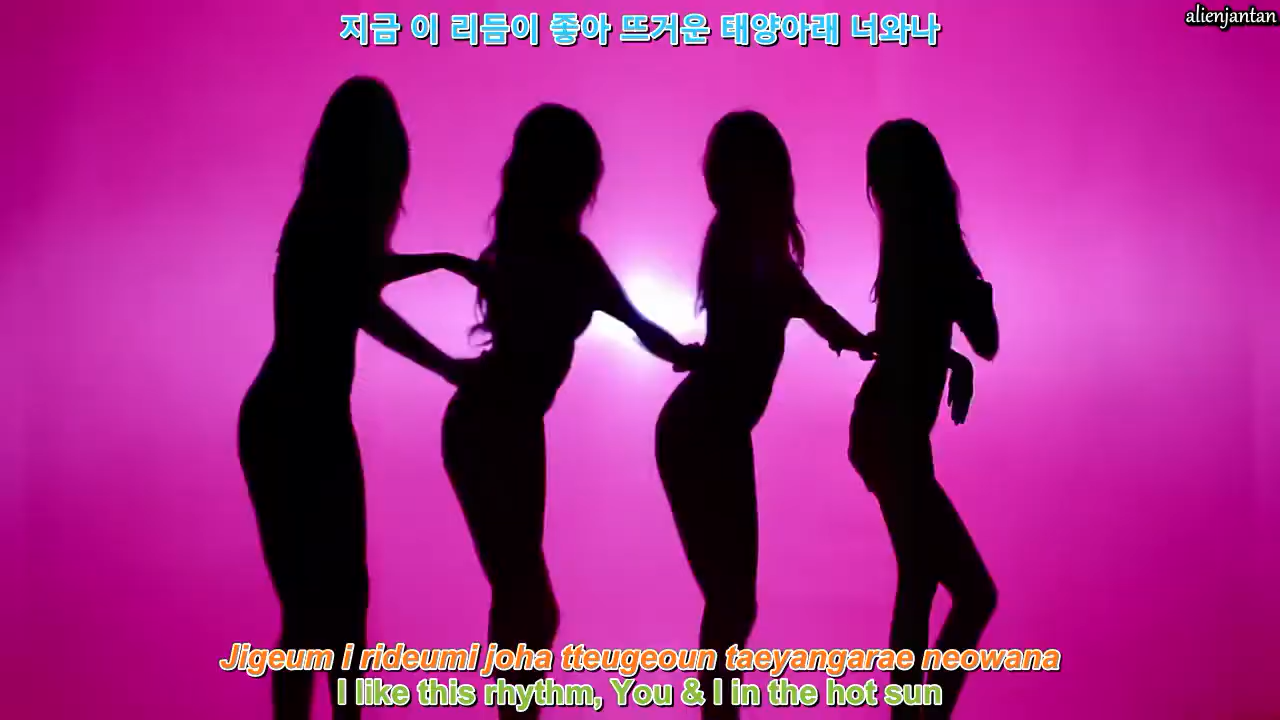 alienjantan
지금 이 리듬이 좋아 뜨거운 태양아래 너와나
Jigeum i rideumi joha tteugeoun taeyangarae neowana
I like this rhythm, You & I in the hot sun